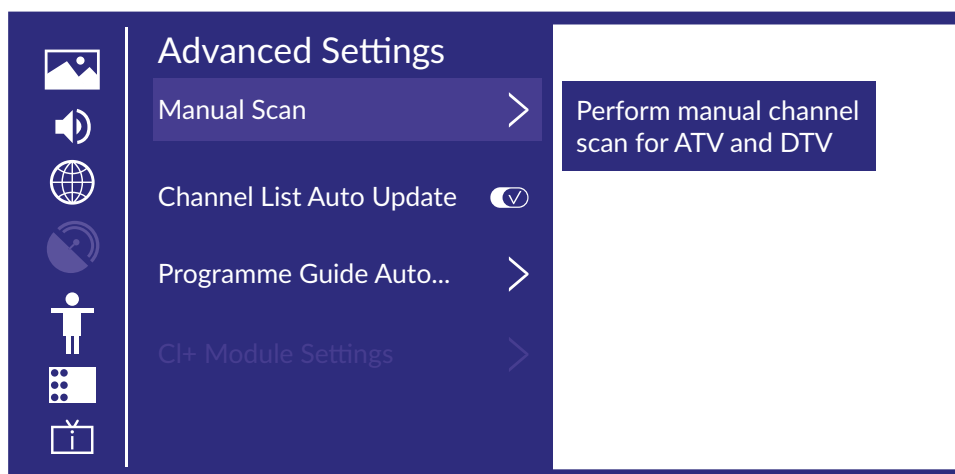 Advanced Settings
Manual Scan
Perform manual channel
scan for ATV and DTV
Channel List Auto Update
Programme Guide Auto...
CI+ Module Settings
i